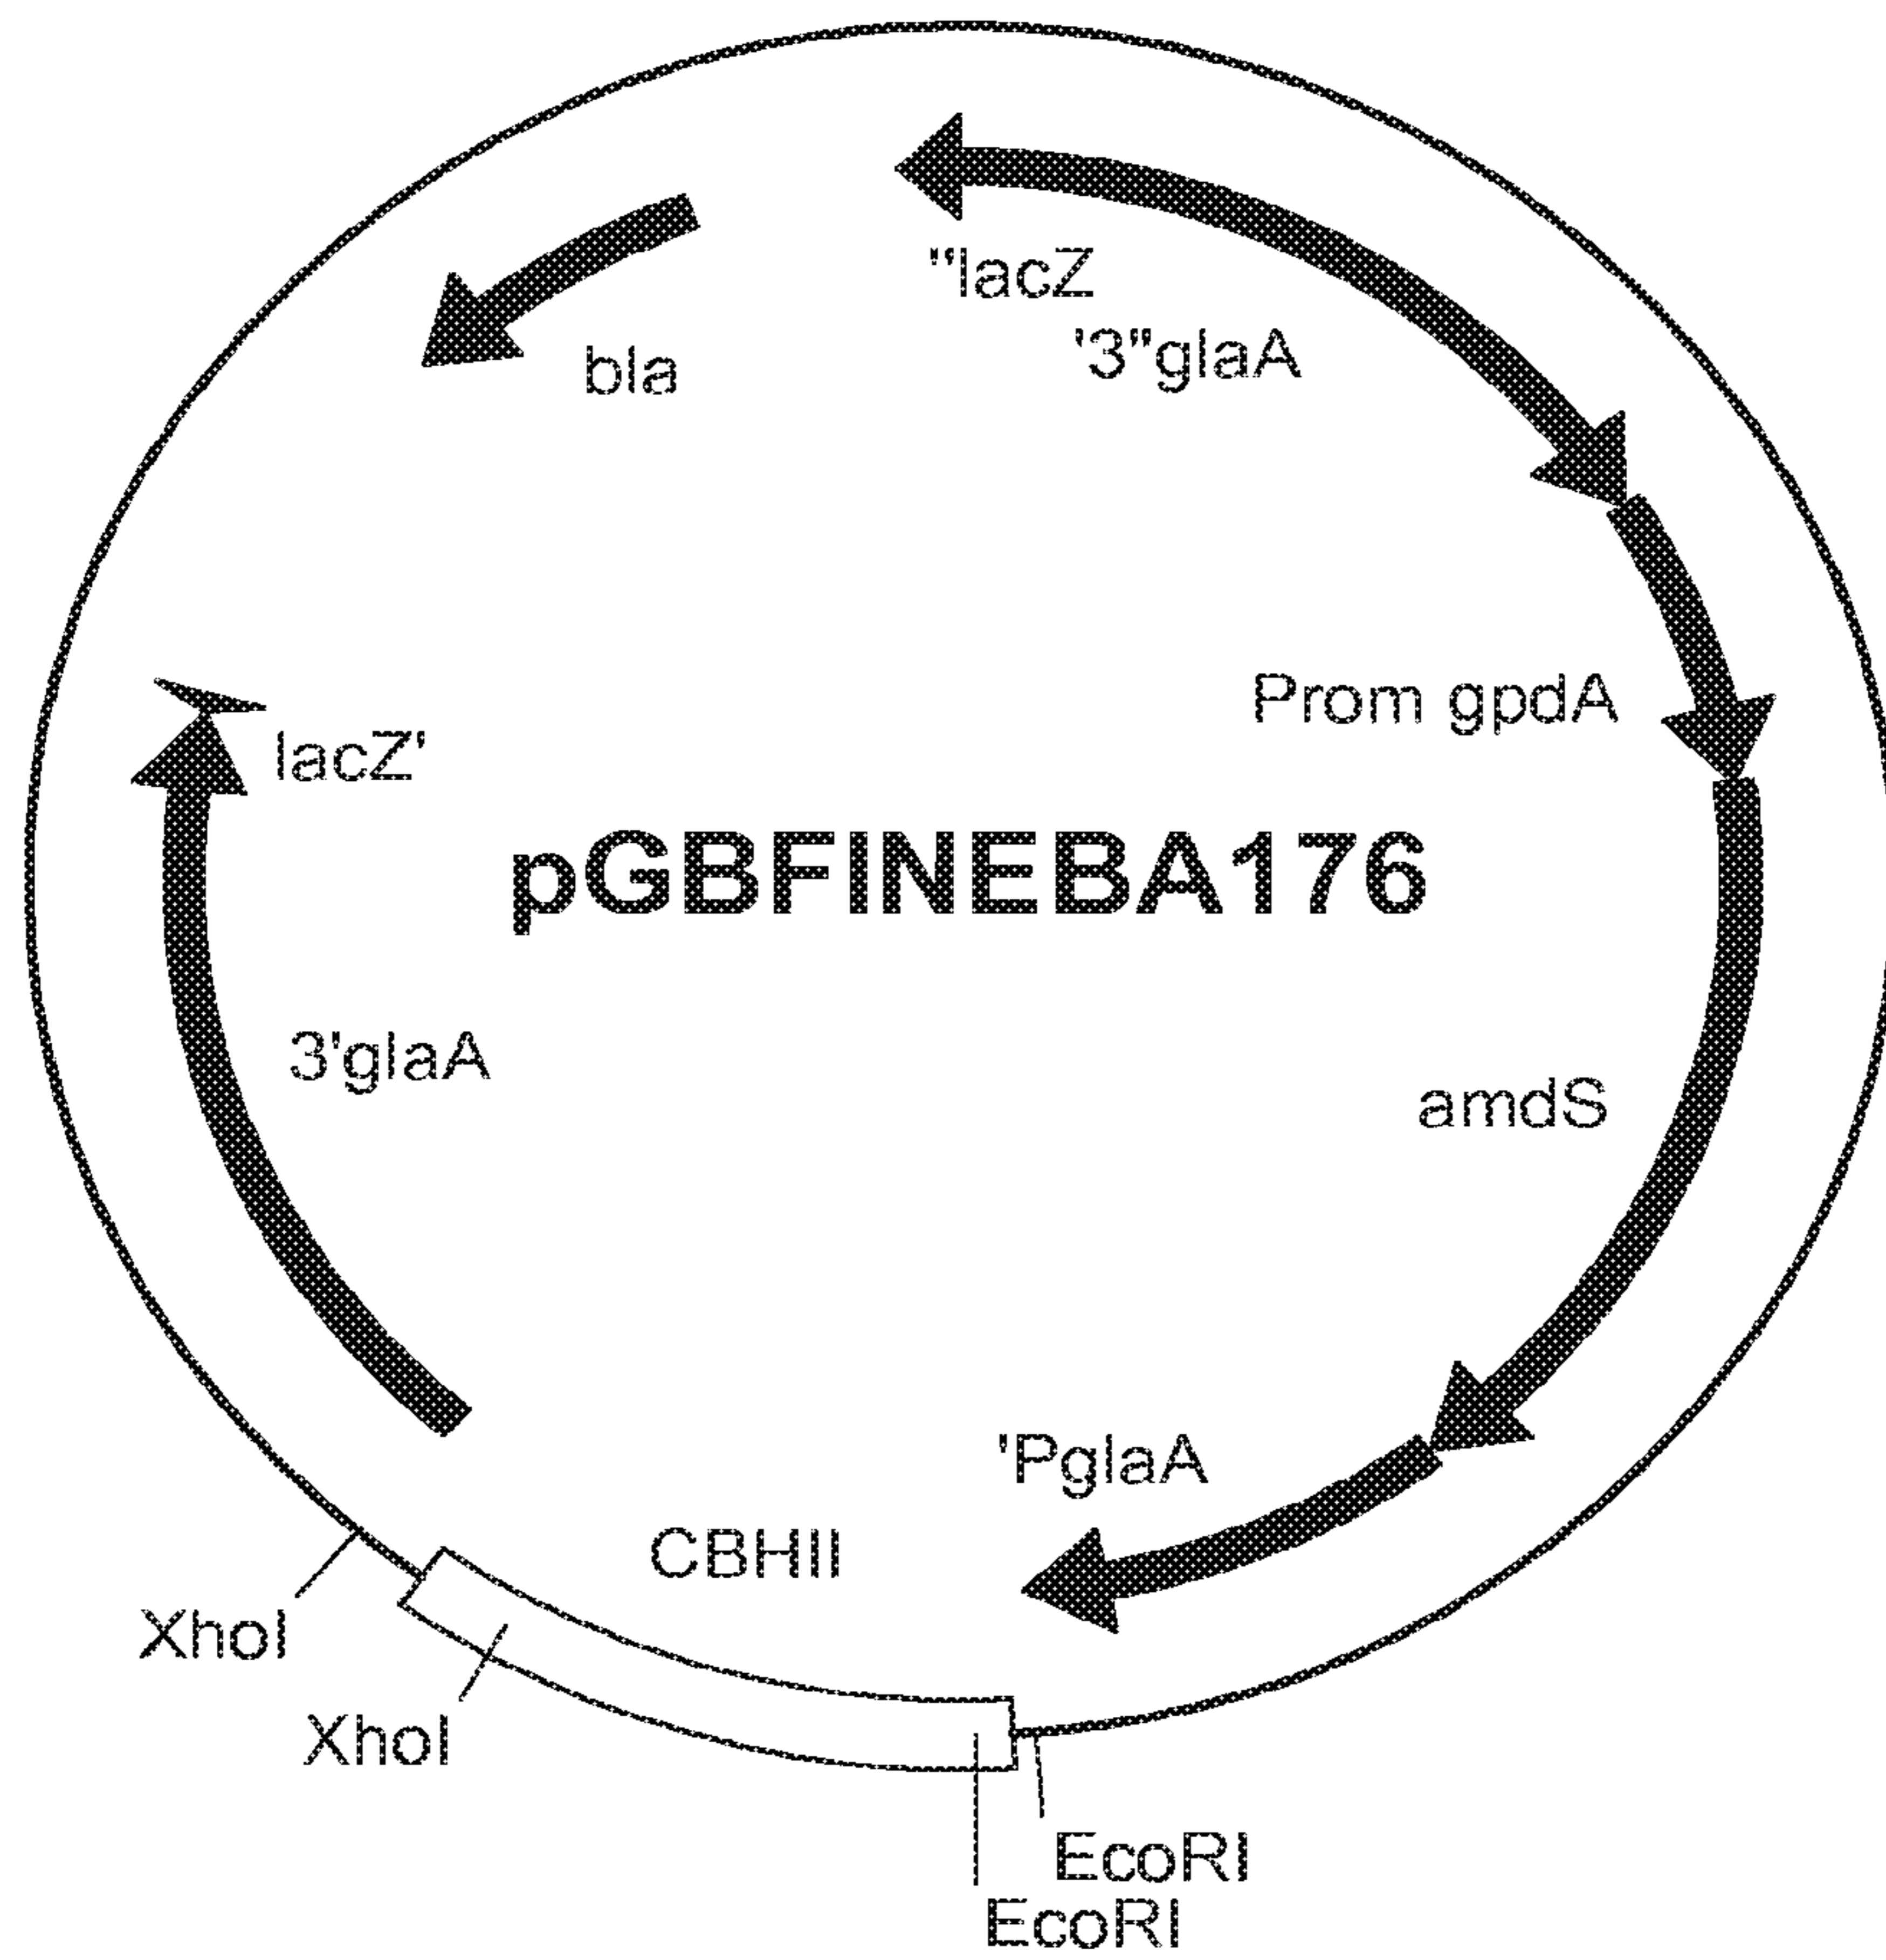 "lacZ
'3"glaA
bla
Prom gpdA
lacZ'
pGBFINEBA176
3'glaA
amdS
'PglaA
CBHII
XhoI
XhoI
EcoRI
EcoRI